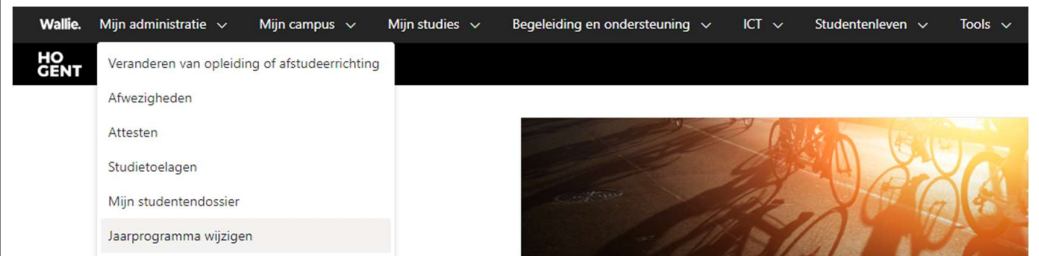 Wallie. Mijn administratie Mijn campus Mijn studies Begeleiding en ondersteuning ICT Studentenleven Tools
HO
GENT
Veranderen van opleiding of afstudeerrichting
Afwezigheden
Attesten
Studietoelagen
Mijn studentendossier
Jaarprogramma wijzigen